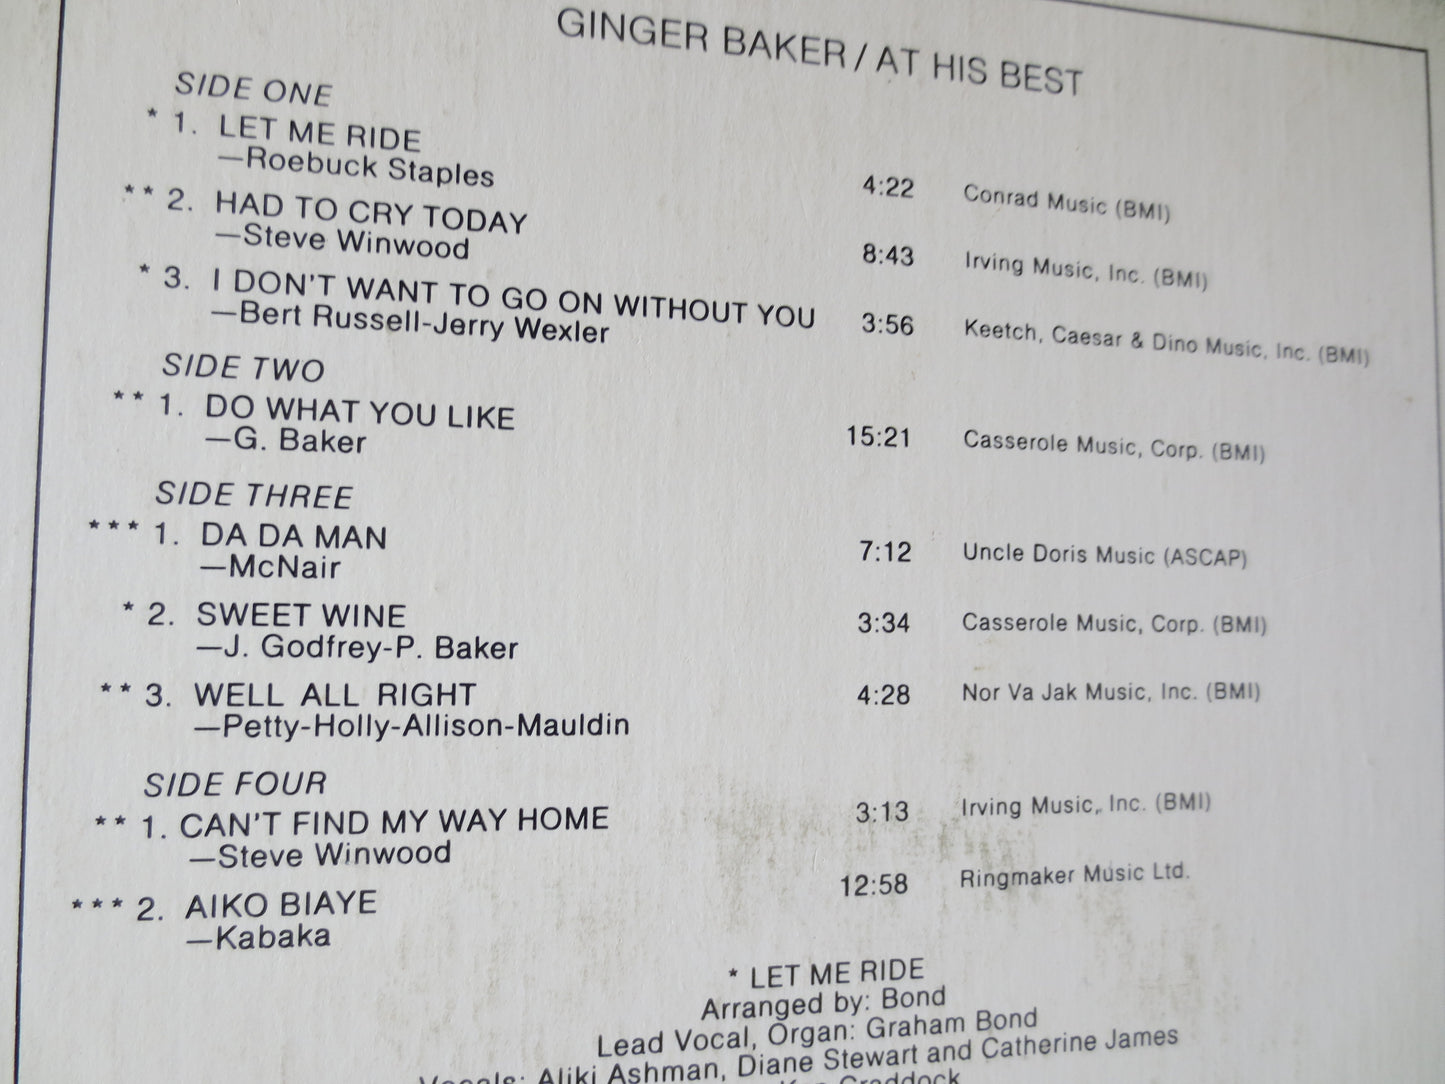 GINGER BAKER / AT HIS BEST
SIDE ONE
* 1. LET ME RIDE
—Roebuck Staples
4:22 Conrad Music (BMI)
** 2. HAD TO CRY TODAY
—Steve Winwood
8:43 Irving Music, Inc. (BMI)
* 3. I DON'T WANT TO GO ON WITHOUT YOU
—Bert Russell-Jerry Wexler
3:56 Keetch, Caesar & Dino Music, Inc. (BMI)
SIDE TWO
** 1. DO WHAT YOU LIKE
—G. Baker
15:21 Casserole Music, Corp. (BMI)
SIDE THREE
*** 1. DA DA MAN
—McNair
7:12 Uncle Doris Music (ASCAP)
* 2. SWEET WINE
—J. Godfrey-P. Baker
3:34 Casserole Music, Corp. (BMI)
** 3. WELL ALL RIGHT
—Petty-Holly-Allison-Mauldin
4:28 Nor Va Jak Music, Inc. (BMI)
SIDE FOUR
** 1. CAN'T FIND MY WAY HOME
—Steve Winwood
3:13 Irving Music, Inc. (BMI)
*** 2. AIKO BIAYE
—Kabaka
12:58 Ringmaker Music Ltd.
* LET ME RIDE
Arranged by: Bond
Lead Vocal, Organ: Graham Bond
Vocals: Aliki Ashman, Diane Stewart and Catherine James
Craddock